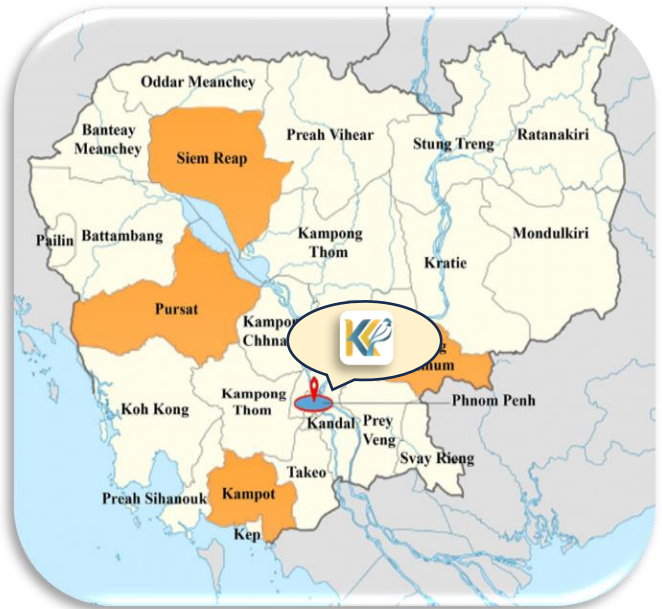 Oddar Meanchey
Banteay
Meanchey
Siem Reap
Preah Vihear
Stung Treng
Ratanakiri
Pailin
Battambang
Kampong
Thom
Kratie
Mondulkiri
Pursat
Kampon
Chhna
KF
g
mum
Koh Kong
Kampong
Thom
Phnom Penh
Kandal
Prey
Veng
Svay Rieng
Takeo
Preah Sihanouk
Kampot
Kep